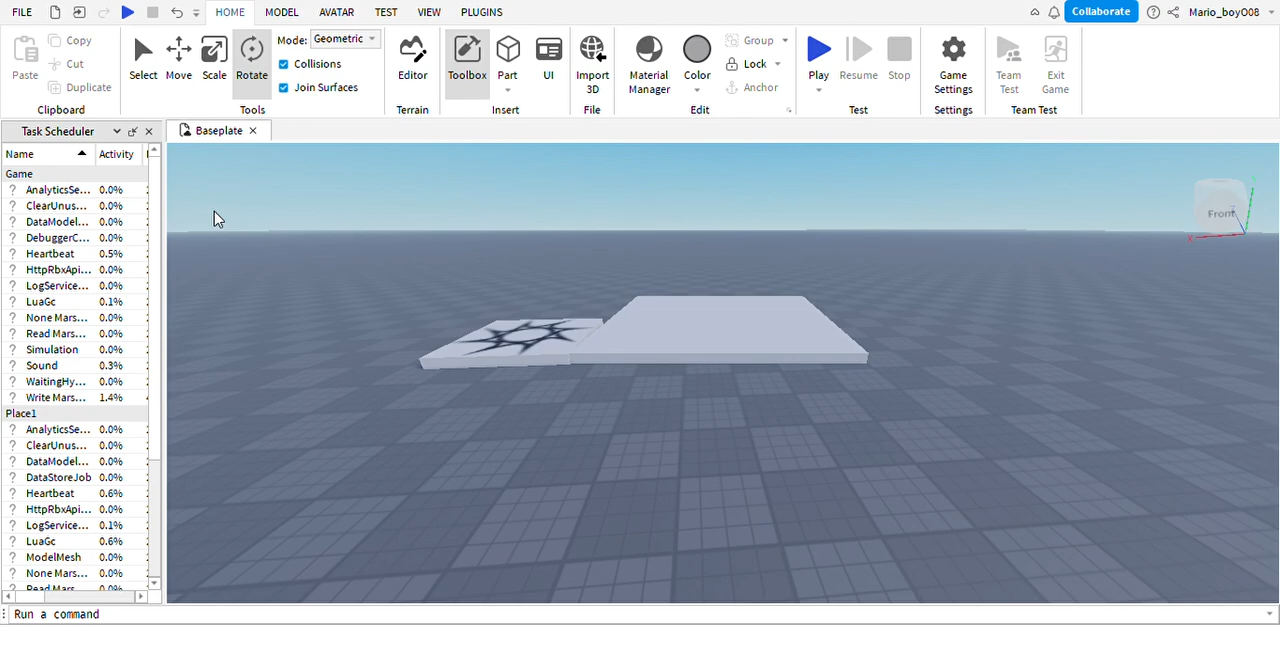 FILE HOME MODEL AVATAR TEST VIEW PLUGINS Collaborate Mario_boy008
Paste Copy Cut Duplicate
Clipboard
Select Move Scale Rotate
Mode: Geometric
Collisions
Join Surfaces
Tools
Editor
Terrain
Toolbox Part UI
Insert
Import 3D
File
Material Manager Color
Group
Lock
Anchor
Edit
Play Resume Stop
Test
Game Settings
Settings
Team Test Exit Game
Team Test
Task Scheduler
Baseplate
Name Activity
Game
AnalyticsSe... 0.0%
ClearUnus... 0.0%
DataModel... 0.0%
DebuggerC... 0.0%
Heartbeat 0.5%
HttpRbxApi... 0.0%
LogService... 0.0%
LuaGc 0.1%
None Mars... 0.0%
Read Mars... 0.0%
Simulation 0.0%
Sound 0.3%
WaitingHy... 0.0%
Write Mars... 1.4%
Place1
AnalyticsSe... 0.0%
ClearUnus... 0.0%
DataModel... 0.0%
DataStoreJob 0.0%
Heartbeat 0.6%
HttpRbxApi... 0.0%
LogService... 0.1%
LuaGc 0.6%
ModelMesh 0.0%
None Mars... 0.0%
Read Mars... 0.0%
Front
X
Z
Run a command